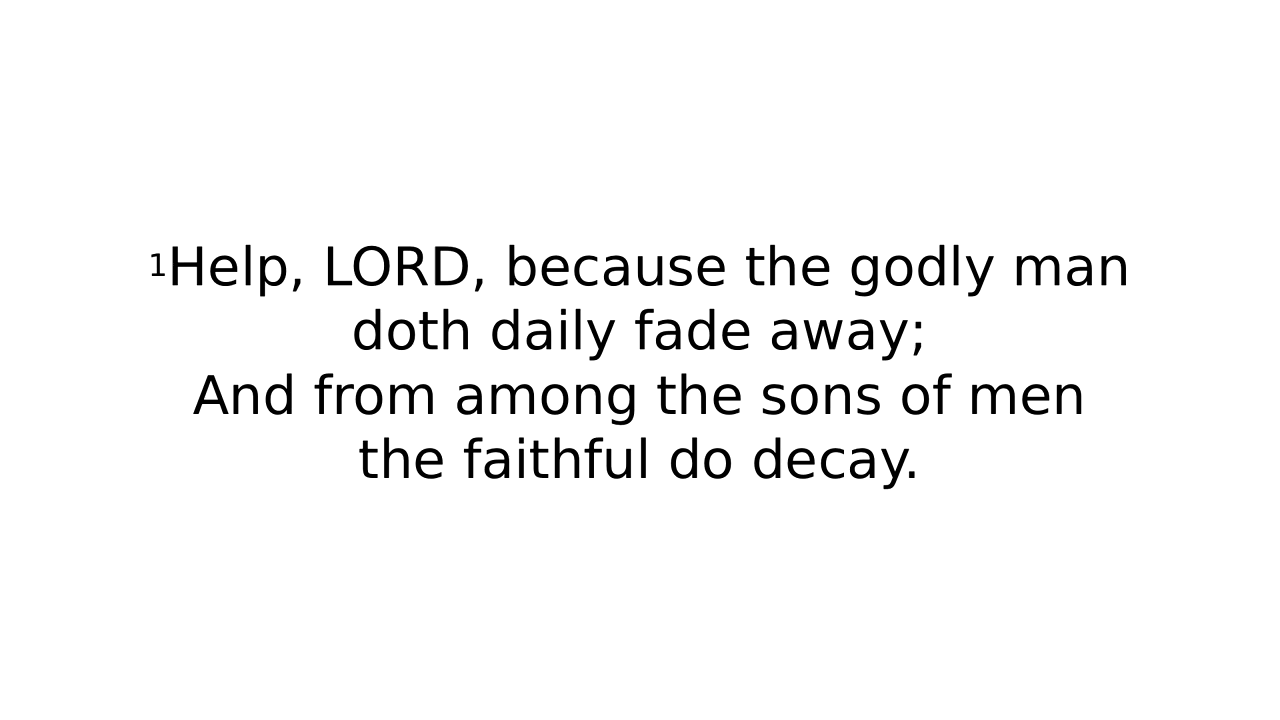 1Help, LORD, because the godly man
doth daily fade away;
And from among the sons of men
the faithful do decay.